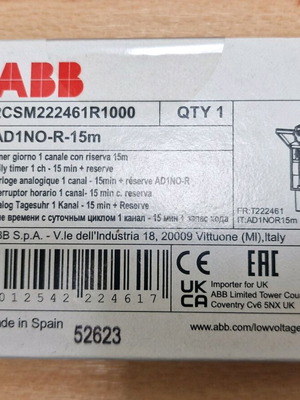 ABB
2CSM222461R1000
QTY 1
AD1NO-R-15m
mer giorno 1 canale con riserva 15m
ily timer 1 ch - 15 min + reserve
rloge analogique 1 canal - 15min + réserve AD1NO-R
erruptor horario 1 canal - 15 min + reserva
alog Tagesuhr 1 Kanal - 15 min + Reserve
ле времени с суточным циклом 1 канал - 15 мин 1 запас хода
FR:T222461
IT:AD1NOR15m
BB S.p.A. - V.le dell'Industria 18, 20009 Vittuone (MI), Italy
012542 224617
CE
EAC
UK CA
Importer for UK
ABB Limited Tower Cou
Coventry Cv6 5NX UK
ade in Spain
52623
www.abb.com/lowvoltage